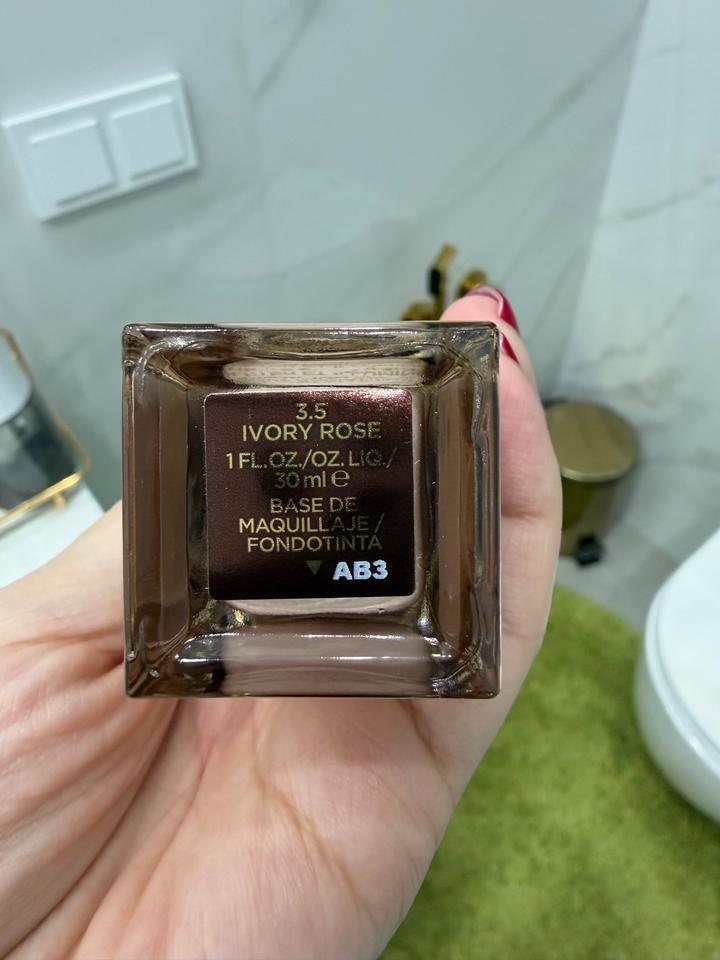 3.5
IVORY ROSE
1 FL.OZ./OZ. LIQ./
30 ml ℮
BASE DE
MAQUILLAJE /
FONDOTINTA
▼ AB3